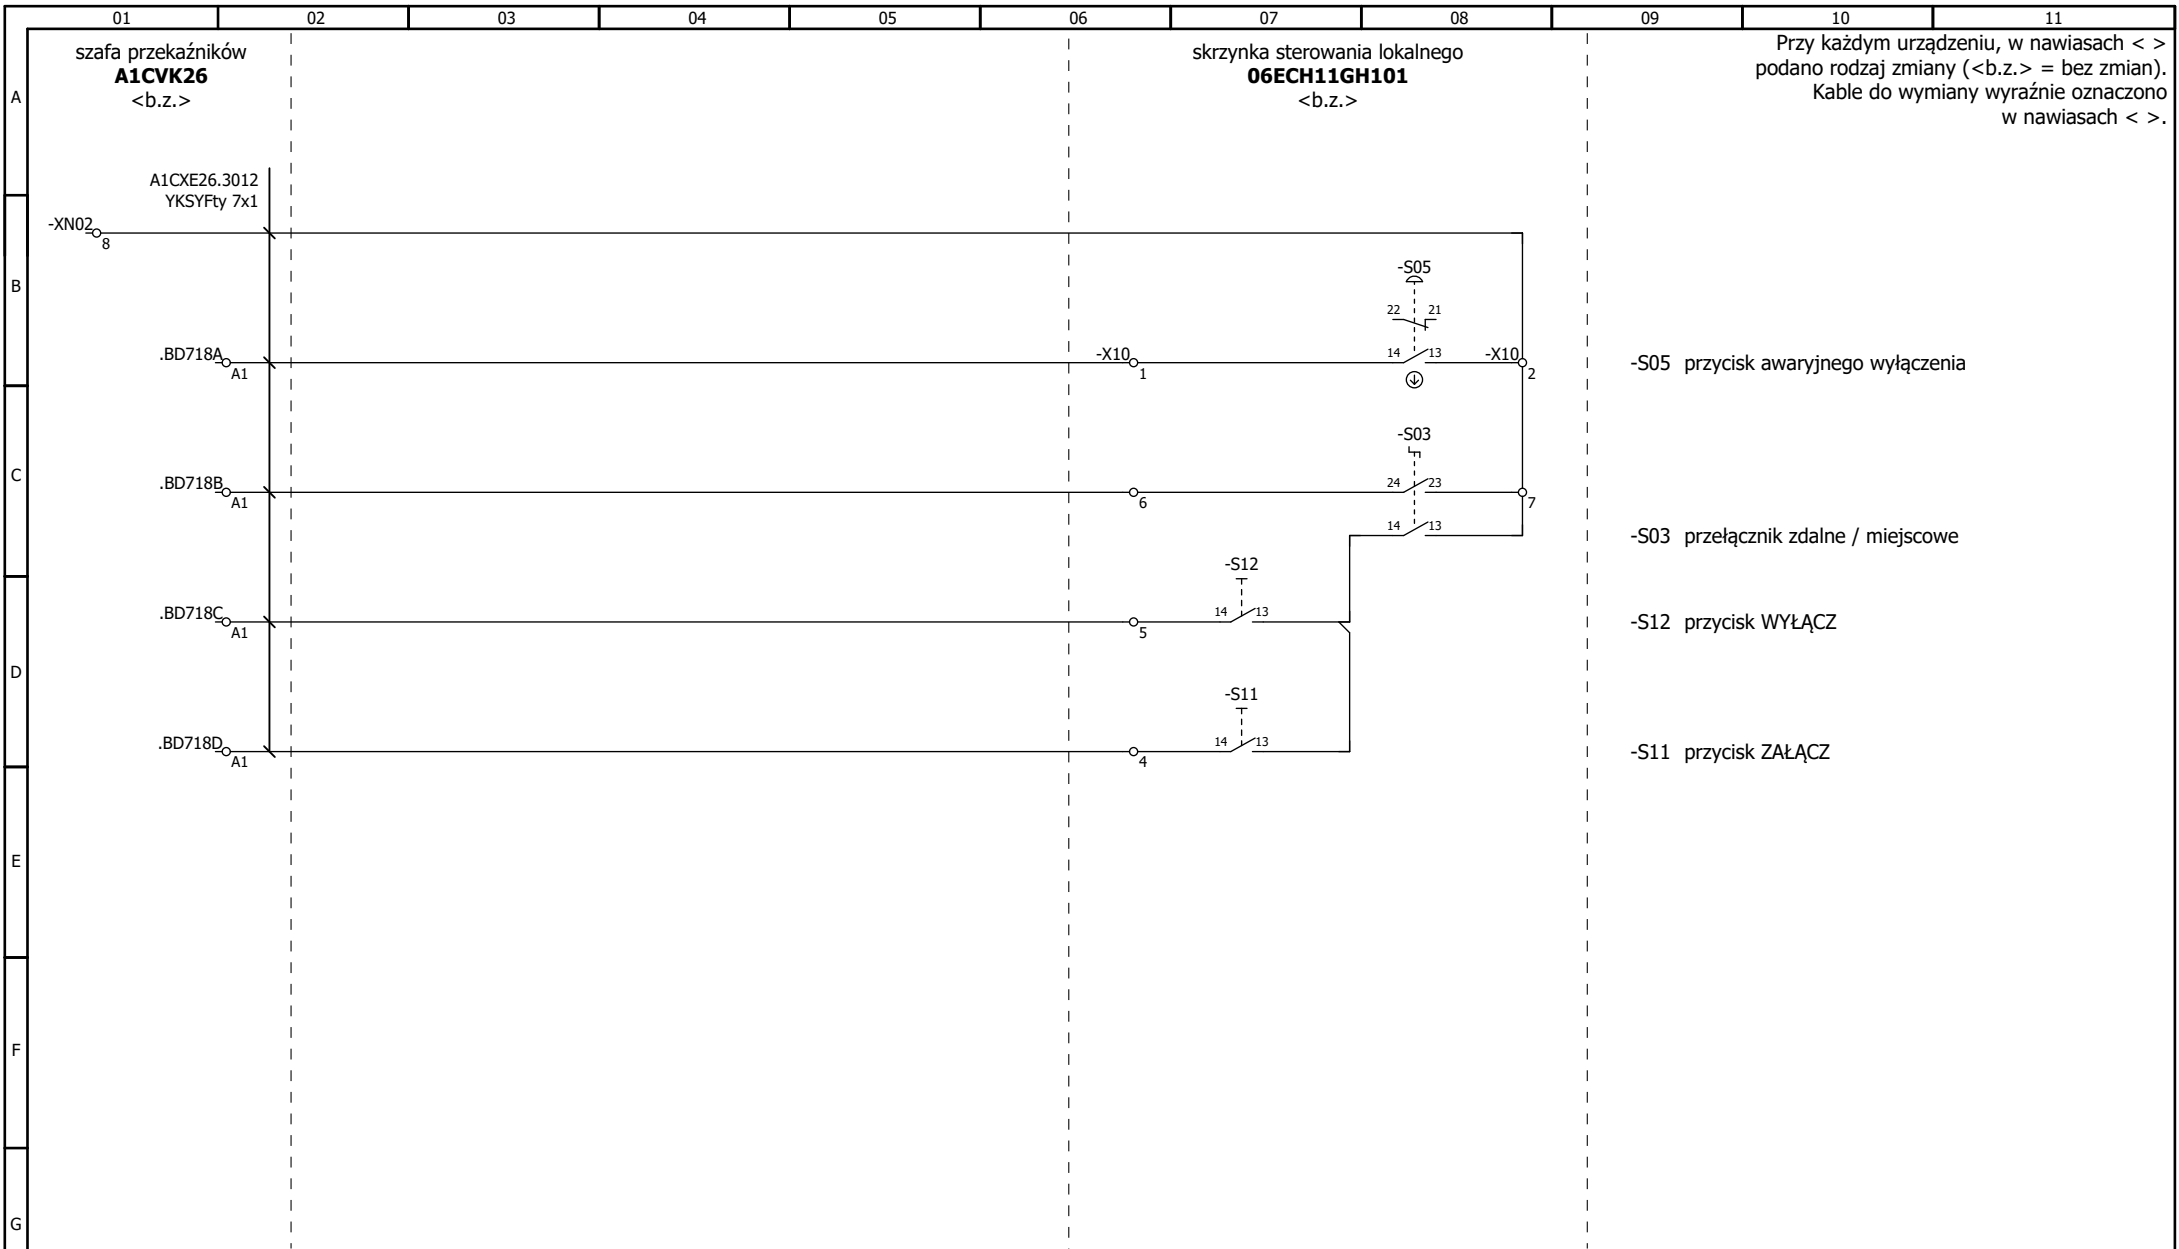 01 02 03 04 05 06 07 08 09 10 11
szafa przekaźników
A1CVK26
<b.z.>
skrzynka sterowania lokalnego
06ECH11GH101
<b.z.>
Przy każdym urządzeniu, w nawiasach < >
podano rodzaj zmiany (<b.z.> = bez zmian).
Kable do wymiany wyraźnie oznaczono
w nawiasach < >.
A
A1CXE26.3012
YKSYFty 7x1
-XN02
8
B
-S05
22 21
.BD718A
A1
-X10
1
14 13
-X10
2
-S05 przycisk awaryjnego wyłączenia
C
-S03
.BD718B
A1
6
24 23
7
14 13
-S03 przełącznik zdalne / miejscowe
-S12
.BD718C
A1
5
14 13
-S12 przycisk WYŁĄCZ
D
-S11
.BD718D
A1
4
14 13
-S11 przycisk ZAŁĄCZ
E
F
G